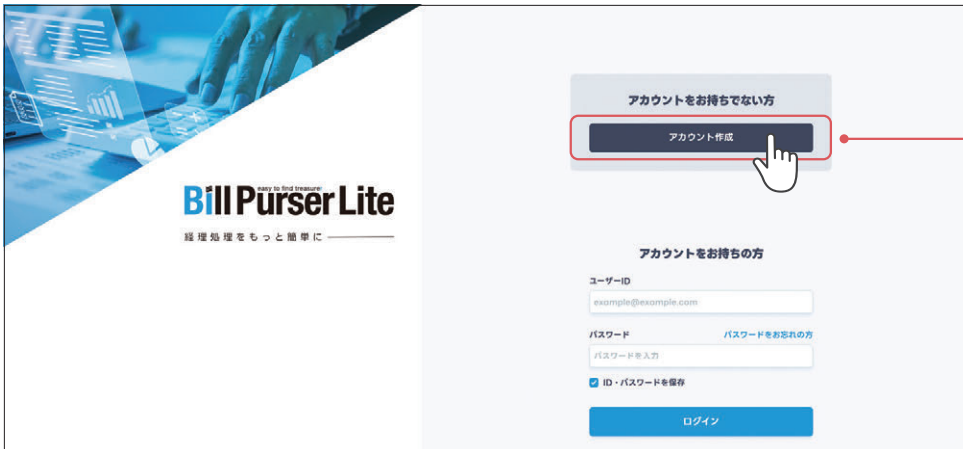 easy to find treasure
Bill Purser Lite
経理処理をもっと簡単に
アカウントをお持ちでない方
アカウント作成
アカウントをお持ちの方
ユーザーID
example@example.com
パスワード
パスワードをお忘れの方
パスワードを入力
ID・パスワードを保存
ログイン